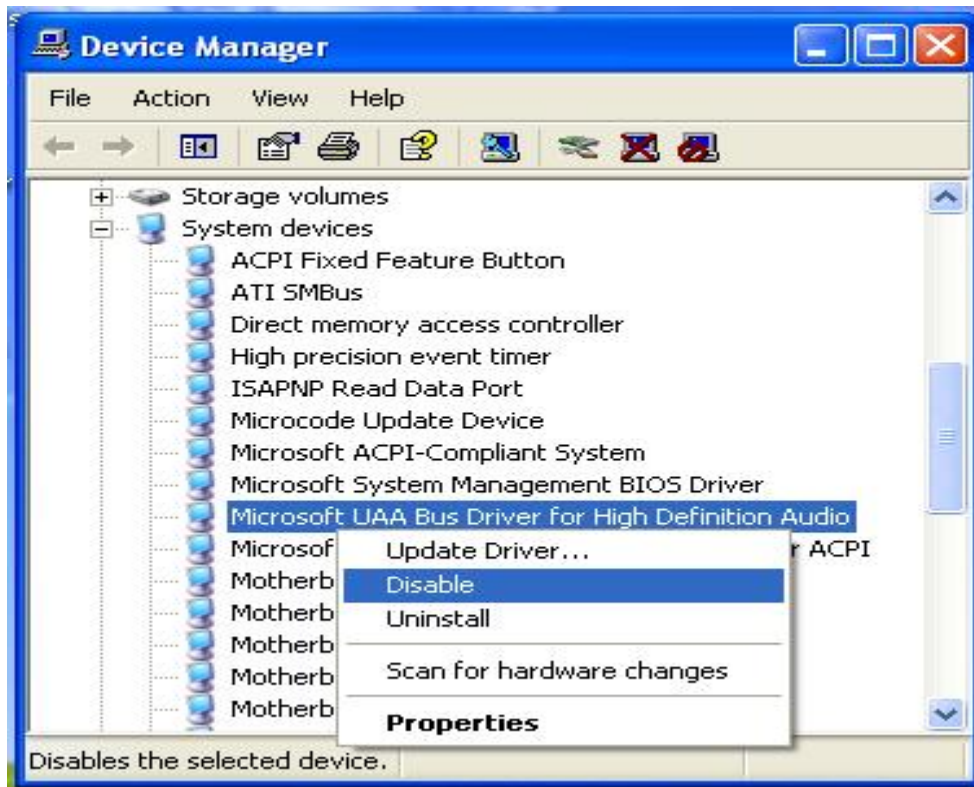 Device Manager
File Action View Help
Storage volumes
System devices
ACPI Fixed Feature Button
ATI SMBus
Direct memory access controller
High precision event timer
ISAPNP Read Data Port
Microcode Update Device
Microsoft ACPI-Compliant System
Microsoft System Management BIOS Driver
Microsoft UAA Bus Driver for High Definition Audio
Microsof r ACPI
Motherb
Motherb
Motherb
Motherb
Motherb
Update Driver...
Disable
Uninstall
Scan for hardware changes
Properties
Disables the selected device.